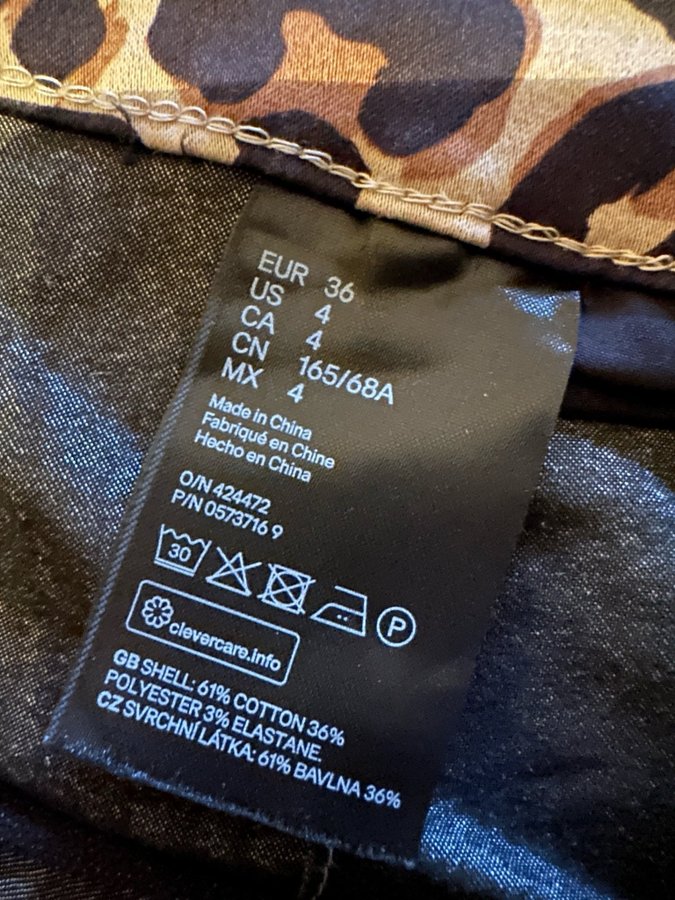 EUR 36
US 4
CA 4
CN 165/68A
MX 4
Made in China
Fabriqué en Chine
Hecho en China
O/N 424472
P/N 0573716 9
30
P
clevercare.info
GB SHELL: 61% COTTON 36%
POLYESTER 3% ELASTANE.
CZ SVRCHNÍ LÁTKA: 61% BAVLNA 36%